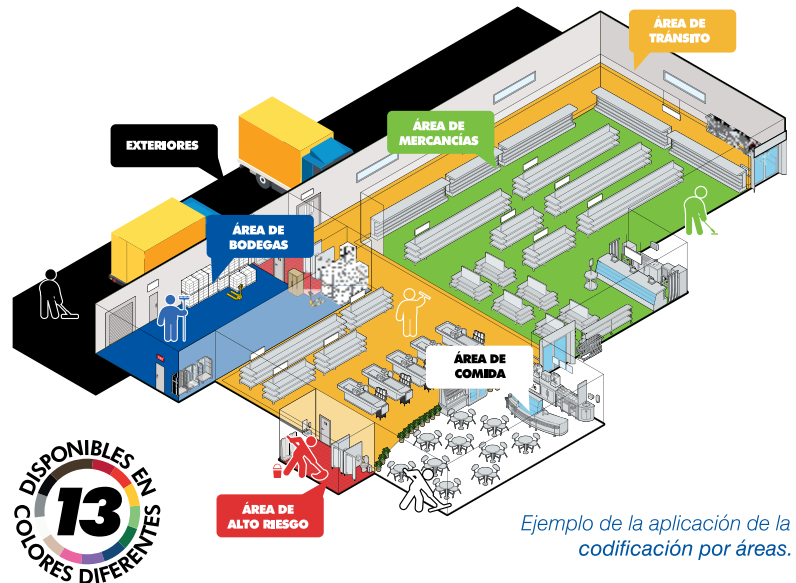 ÁREA DE
TRÁNSITO
ÁREA DE
MERCANCÍAS
EXTERIORES
ÁREA DE
BODEGAS
ÁREA DE
COMIDA
ÁREA DE
ALTO RIESGO
DISPONIBLES EN
13
COLORES DIFERENTES
Ejemplo de la aplicación de la
codificación por áreas.